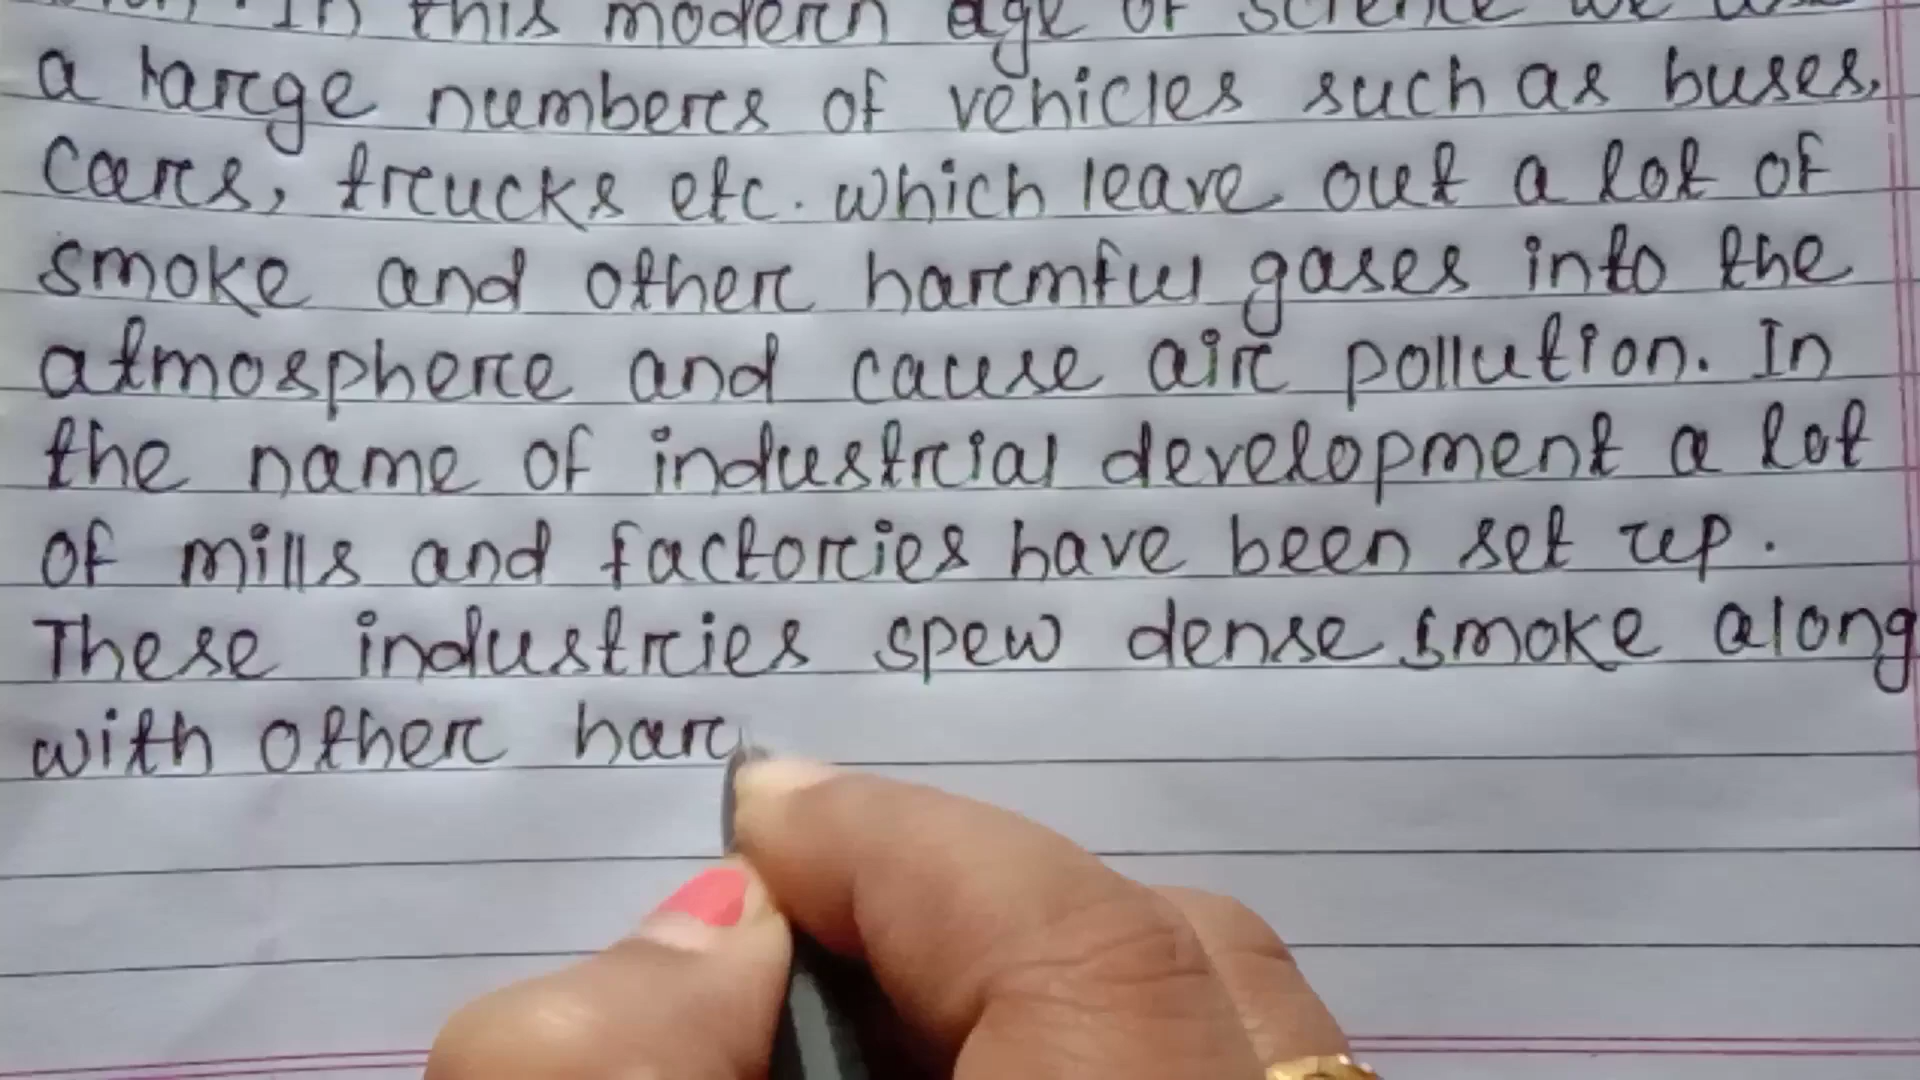 In this modern age of science we use
a large numbers of vehicles such as buses,
cars, trucks etc. which leave out a lot of
smoke and other harmful gases into the
atmosphere and cause air pollution. In
the name of industrial development a lot
of mills and factories have been set up.
These industries spew dense smoke along
with other har